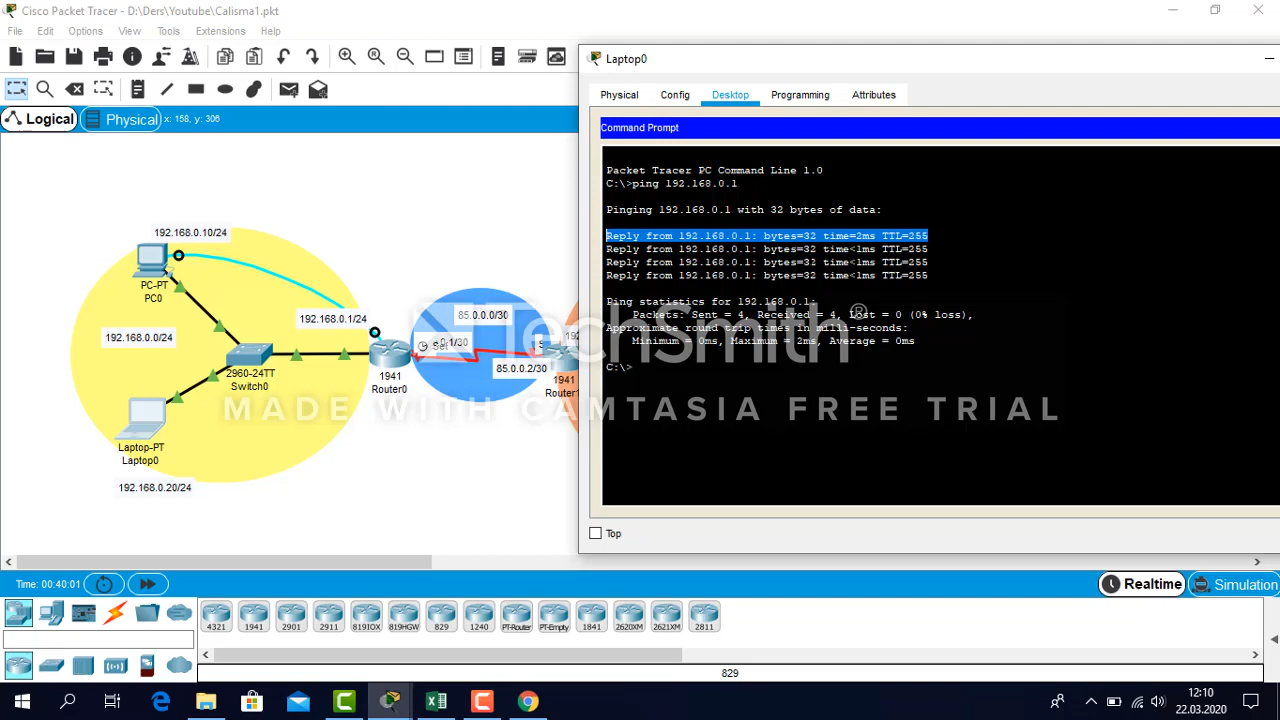 Cisco Packet Tracer - D:\Ders\Youtube\Calisma1.pkt
File Edit Options View Tools Extensions Help
Logical Physical x: 158, y: 306
Laptop0
Physical Config Desktop Programming Attributes
Command Prompt
Packet Tracer PC Command Line 1.0
C:\>ping 192.168.0.1
Pinging 192.168.0.1 with 32 bytes of data:
Reply from 192.168.0.1: bytes=32 time=2ms TTL=255
Reply from 192.168.0.1: bytes=32 time<1ms TTL=255
Reply from 192.168.0.1: bytes=32 time<1ms TTL=255
Reply from 192.168.0.1: bytes=32 time<1ms TTL=255
Ping statistics for 192.168.0.1:
Packets: Sent = 4, Received = 4, Lost = 0 (0% loss),
Approximate round trip times in milli-seconds:
Minimum = 0ms, Maximum = 2ms, Average = 0ms
C:\>
Top
192.168.0.10/24
PC-PT
PC0
192.168.0.1/24
192.168.0.0/24
2960-24TT
Switch0
1941
Router0
85.0.0.0/30
0.1/30
85.0.0.2/30
1941
Router
Laptop-PT
Laptop0
192.168.0.20/24
TechSmith®
MADE WITH CAMTASIA FREE TRIAL
Time: 00:40:01
Realtime Simulation
4321 1941 2901 2911 819IOX 819HGW 829 1240 PT-Router PT-Empty 1841 2620XM 2621XM 2811
829
12:10
22.03.2020